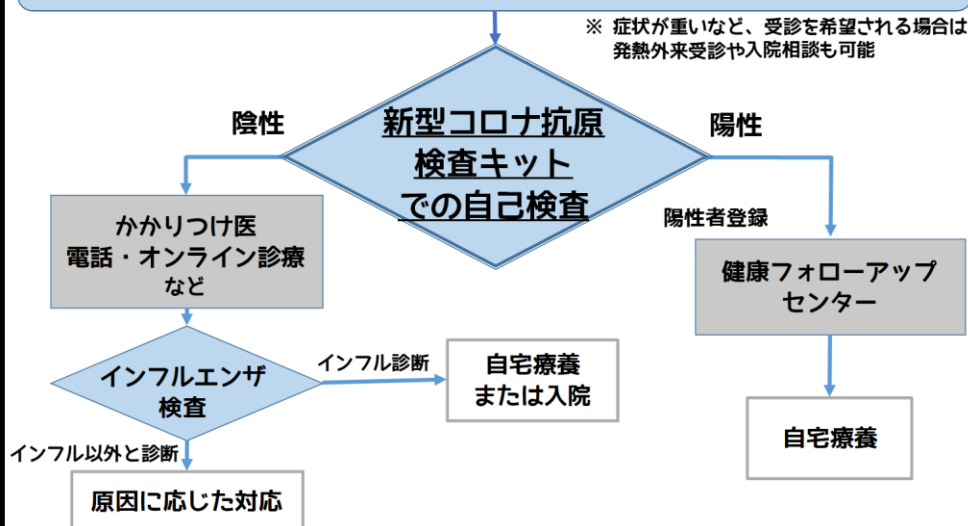 ※ 症状が重いなど、受診を希望される場合は
発熱外来受診や入院相談も可能
新型コロナ抗原
検査キット
での自己検査
陰性
陽性
かかりつけ医
電話・オンライン診療
など
陽性者登録
健康フォローアップ
センター
インフルエンザ
検査
インフル診断
自宅療養
または入院
自宅療養
インフル以外と診断
原因に応じた対応